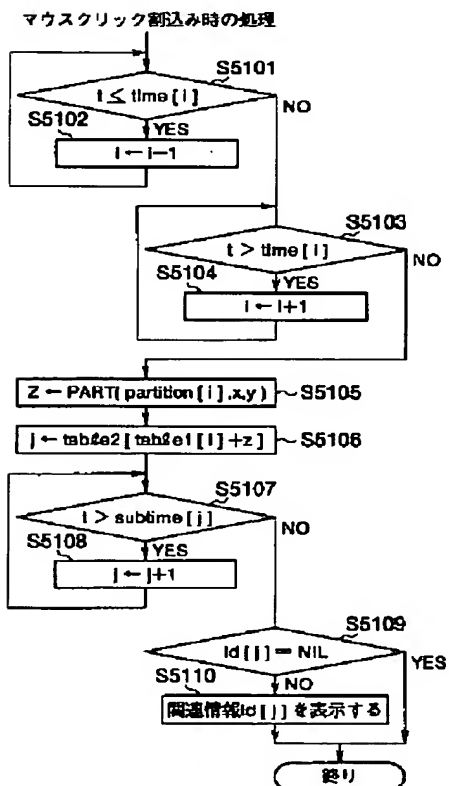 マウスクリック割込み時の処理
S5101
t ≤ time [ i ]
NO
S5102
YES
i ← i−1
S5103
t > time [ i ]
NO
S5104
YES
i ← i+1
Z ← PART( partition [ i ] ,x,y )
S5105
j ← table2 [ table1 [ i ] +z ]
S5106
S5107
t > subtime [ j ]
NO
S5108
YES
j ← j+1
S5109
id [ j ] = NIL
YES
S5110
NO
関連情報id [ j ] を表示する
終り